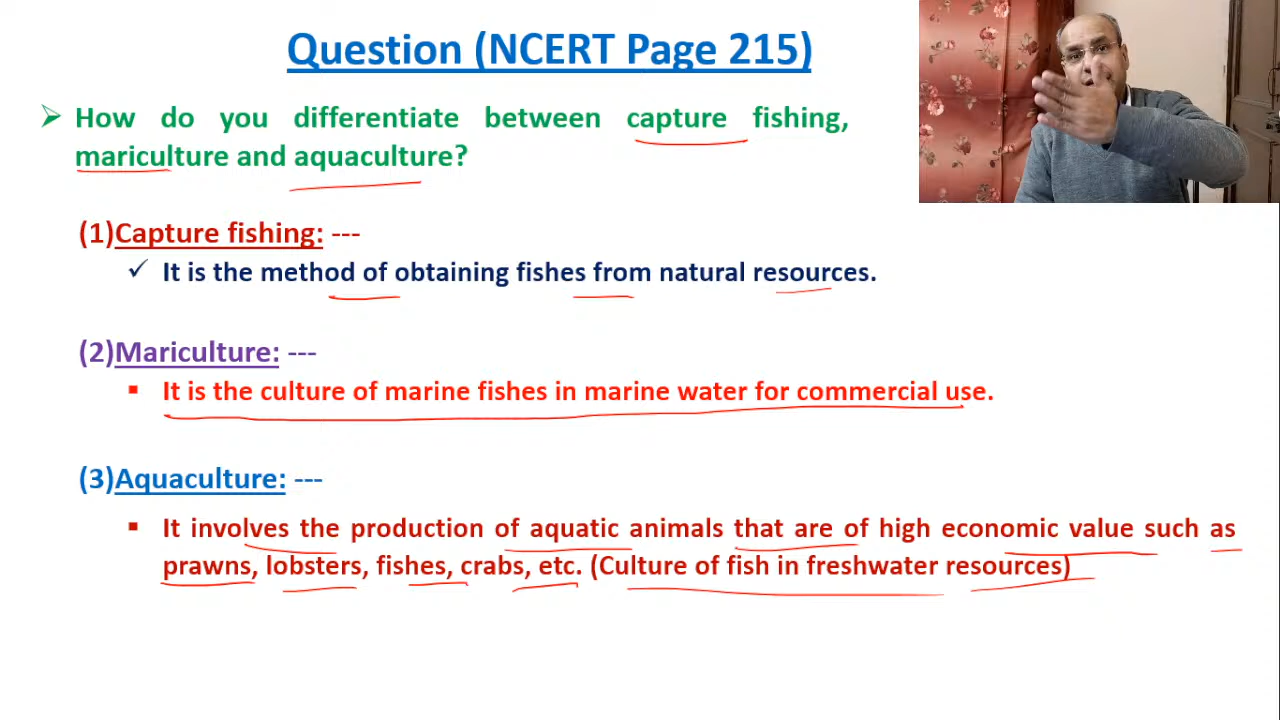 Question (NCERT Page 215)
➢ How do you differentiate between capture fishing,
mariculture and aquaculture?
(1)Capture fishing: ---
✓ It is the method of obtaining fishes from natural resources.
(2)Mariculture: ---
▪ It is the culture of marine fishes in marine water for commercial use.
(3)Aquaculture: ---
▪ It involves the production of aquatic animals that are of high economic value such as
prawns, lobsters, fishes, crabs, etc. (Culture of fish in freshwater resources)